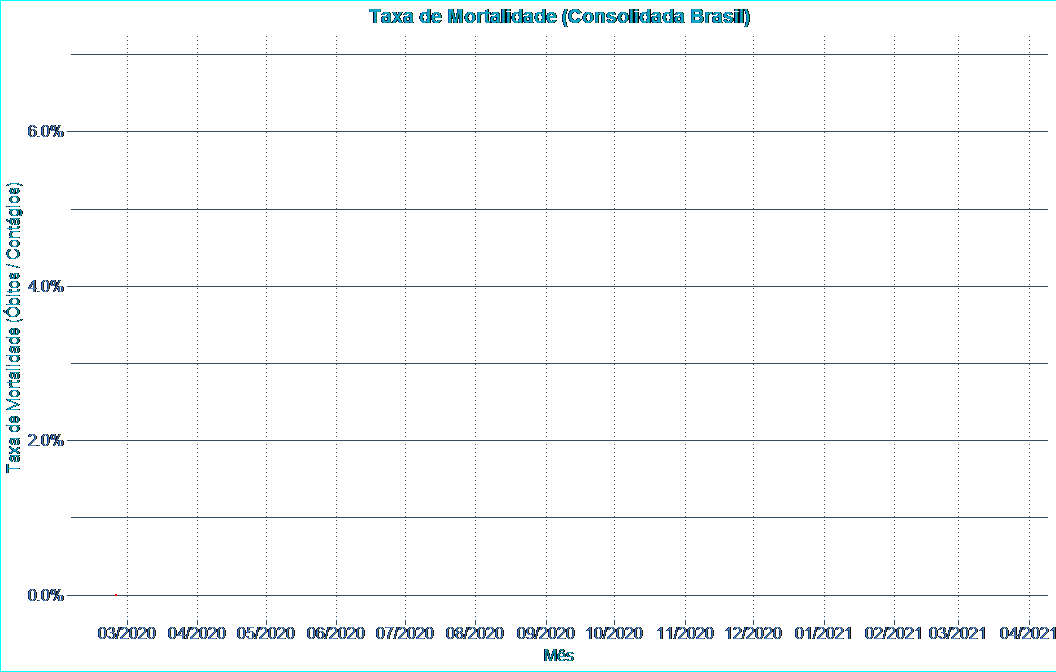 Taxa de Mortalidade (Consolidada Brasil)
Taxa de Mortalidade (Óbitos / Contágios)
6.0%
4.0%
2.0%
0.0%
03/2020 04/2020 05/2020 06/2020 07/2020 08/2020 09/2020 10/2020 11/2020 12/2020 01/2021 02/2021 03/2021 04/2021
Mês